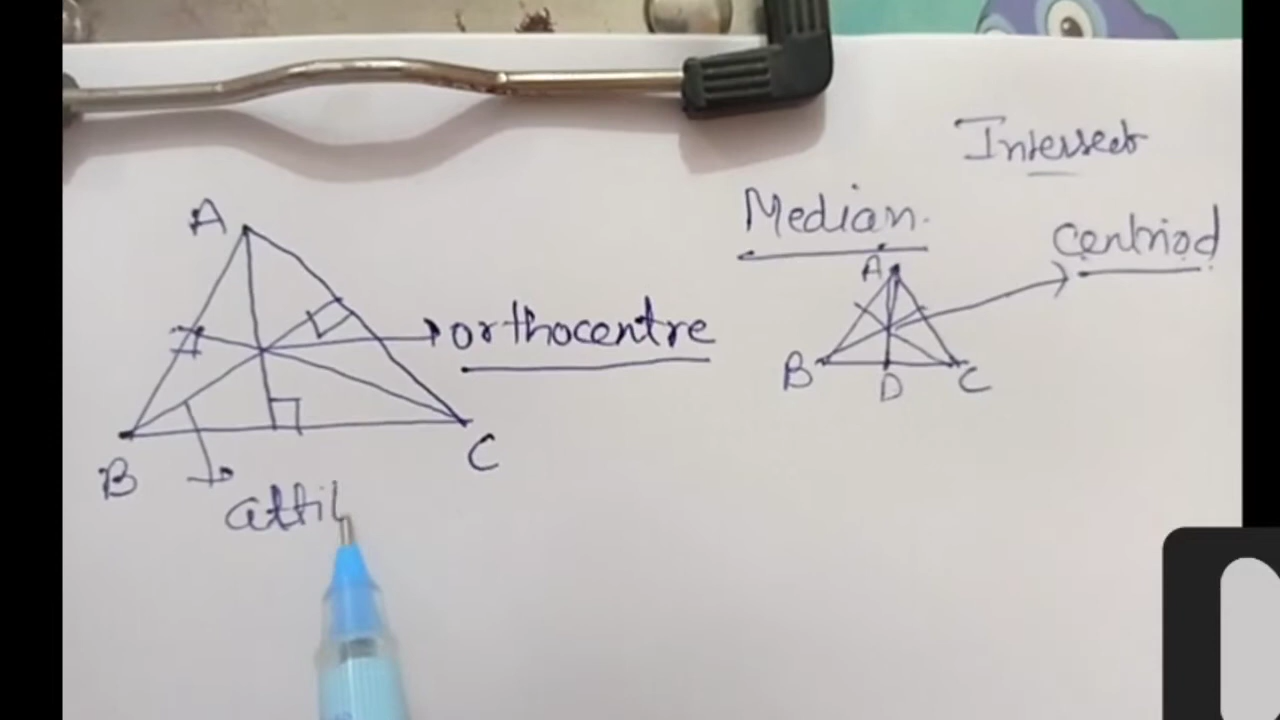 Intersect
Median.
Centriod
A
B
D
C
A
orthocentre
B
C
attil